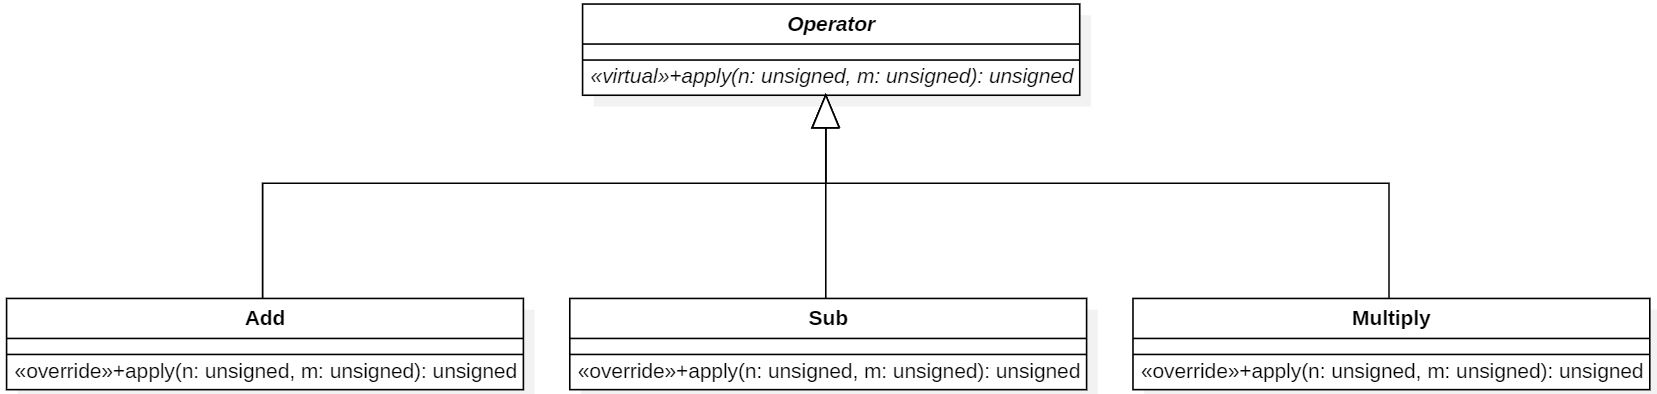 Operator
«virtual»+apply(n: unsigned, m: unsigned): unsigned
Add
«override»+apply(n: unsigned, m: unsigned): unsigned
Sub
«override»+apply(n: unsigned, m: unsigned): unsigned
Multiply
«override»+apply(n: unsigned, m: unsigned): unsigned